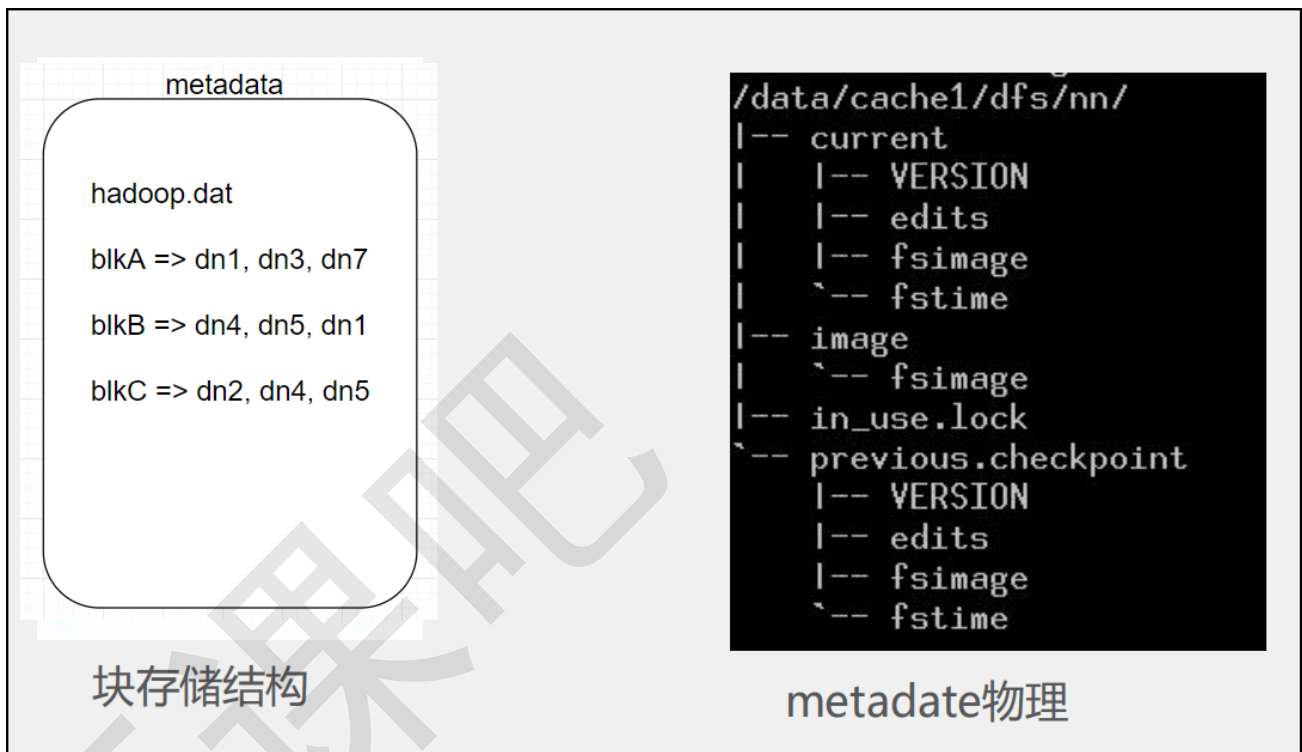 metadata
hadoop.dat
blkA => dn1, dn3, dn7
blkB => dn4, dn5, dn1
blkC => dn2, dn4, dn5
块存储结构
/data/cache1/dfs/nn/
|-- current
|   |-- VERSION
|   |-- edits
|   |-- fsimage
|   `-- fstime
|-- image
|   `-- fsimage
|-- in_use.lock
`-- previous.checkpoint
    |-- VERSION
    |-- edits
    |-- fsimage
    `-- fstime
metadate物理
课吧